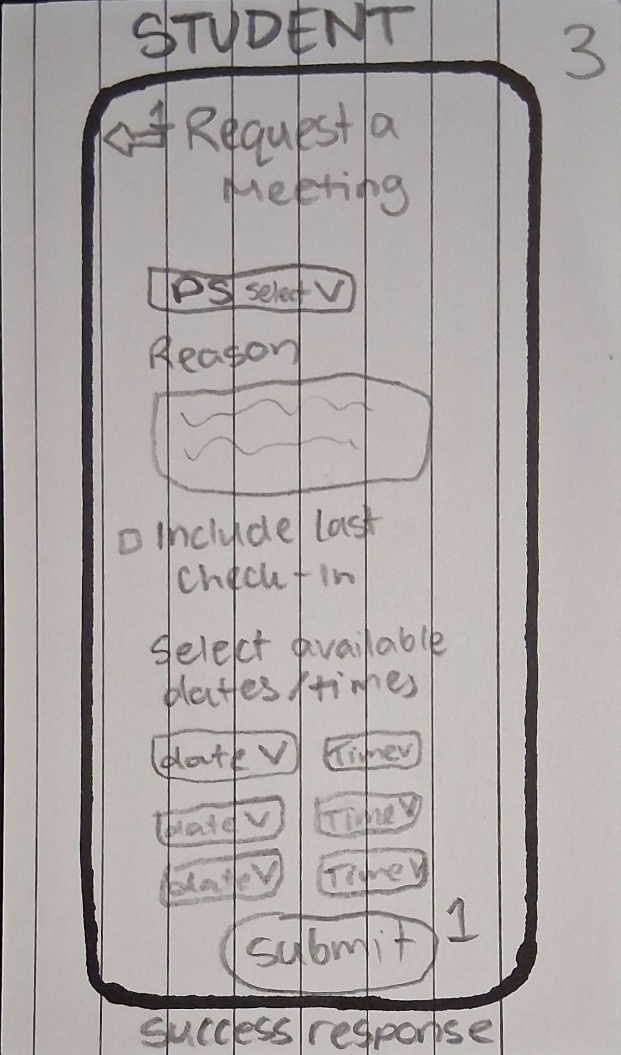 STUDENT
3
1
Request a
Meeting
PS select V
Reason
Include last
check-In
Select available
dates/times
date V Time V
date V Time V
date V Time V
submit 1
success response